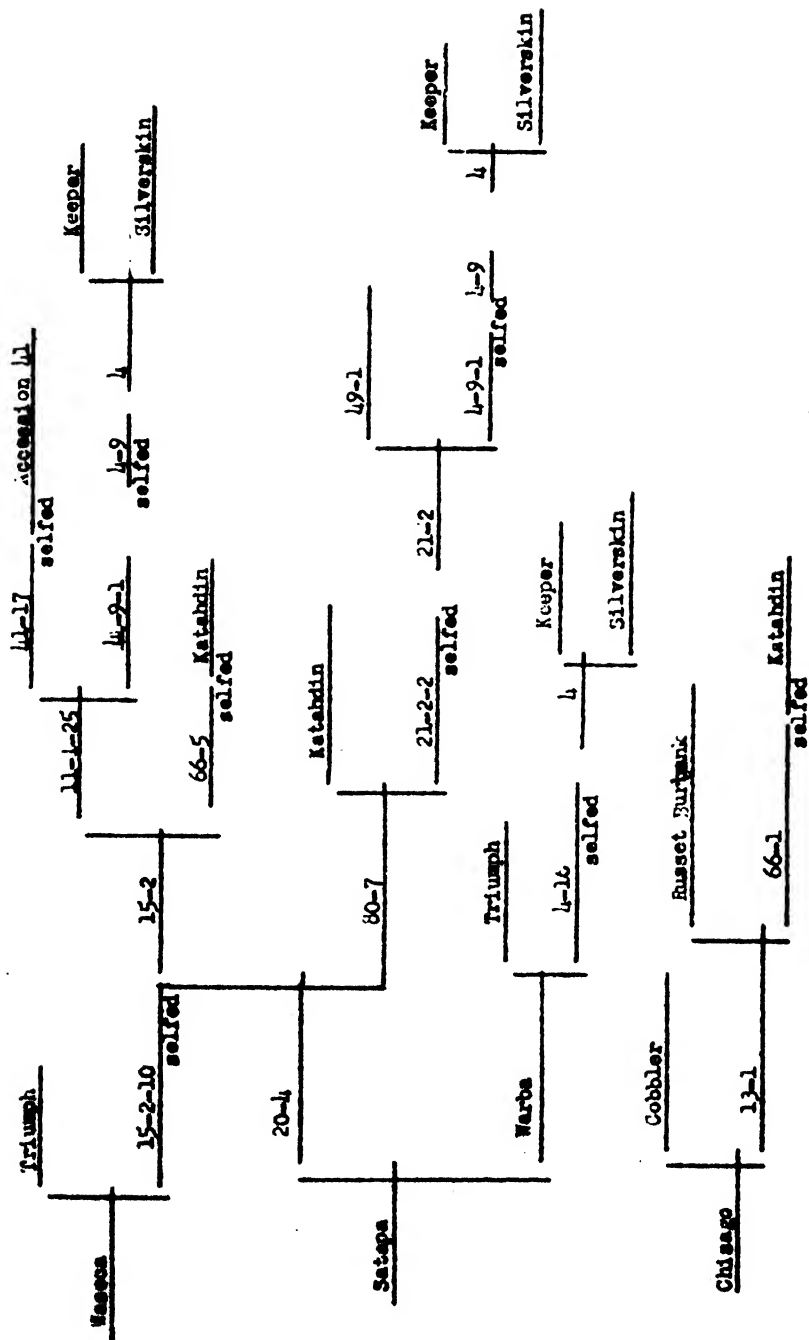 Waseca
Triumph
15-2-10
selfed
15-2
11-1-25
41-17
selfed
Accession 41
4-9-1
4-9
selfed
4
Keeper
Silverskin
66-5
selfed
Katahdin
Satapa
20-4
80-7
Katahdin
21-2-2
selfed
21-2
49-1
4-9-1
selfed
4-9
4
Keeper
Silverskin
Warba
Triumph
4-16
selfed
4
Keeper
Silverskin
Chisago
Cobbler
13-1
Russet Burbank
66-1
selfed
Katahdin